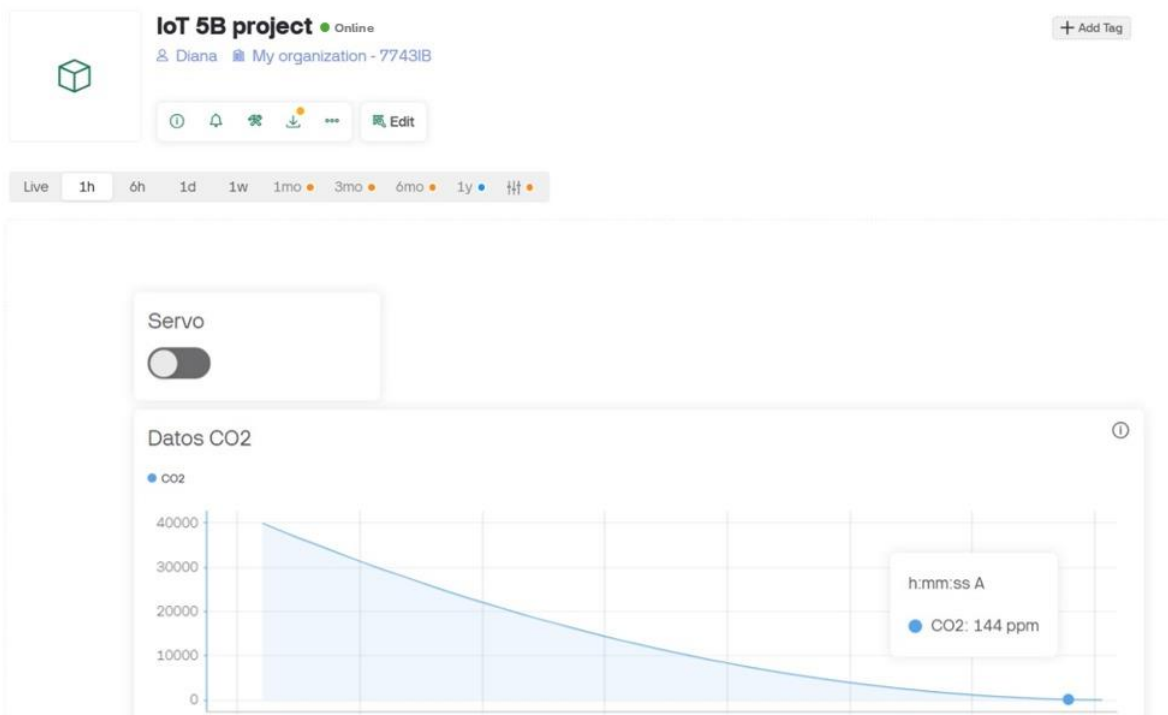 IoT 5B project Online
+ Add Tag
Diana My organization - 7743IB
Edit
Live 1h 6h 1d 1w 1mo 3mo 6mo 1y
Servo
Datos CO2
CO2
40000
30000
20000
10000
0
h:mm:ss A
CO2: 144 ppm